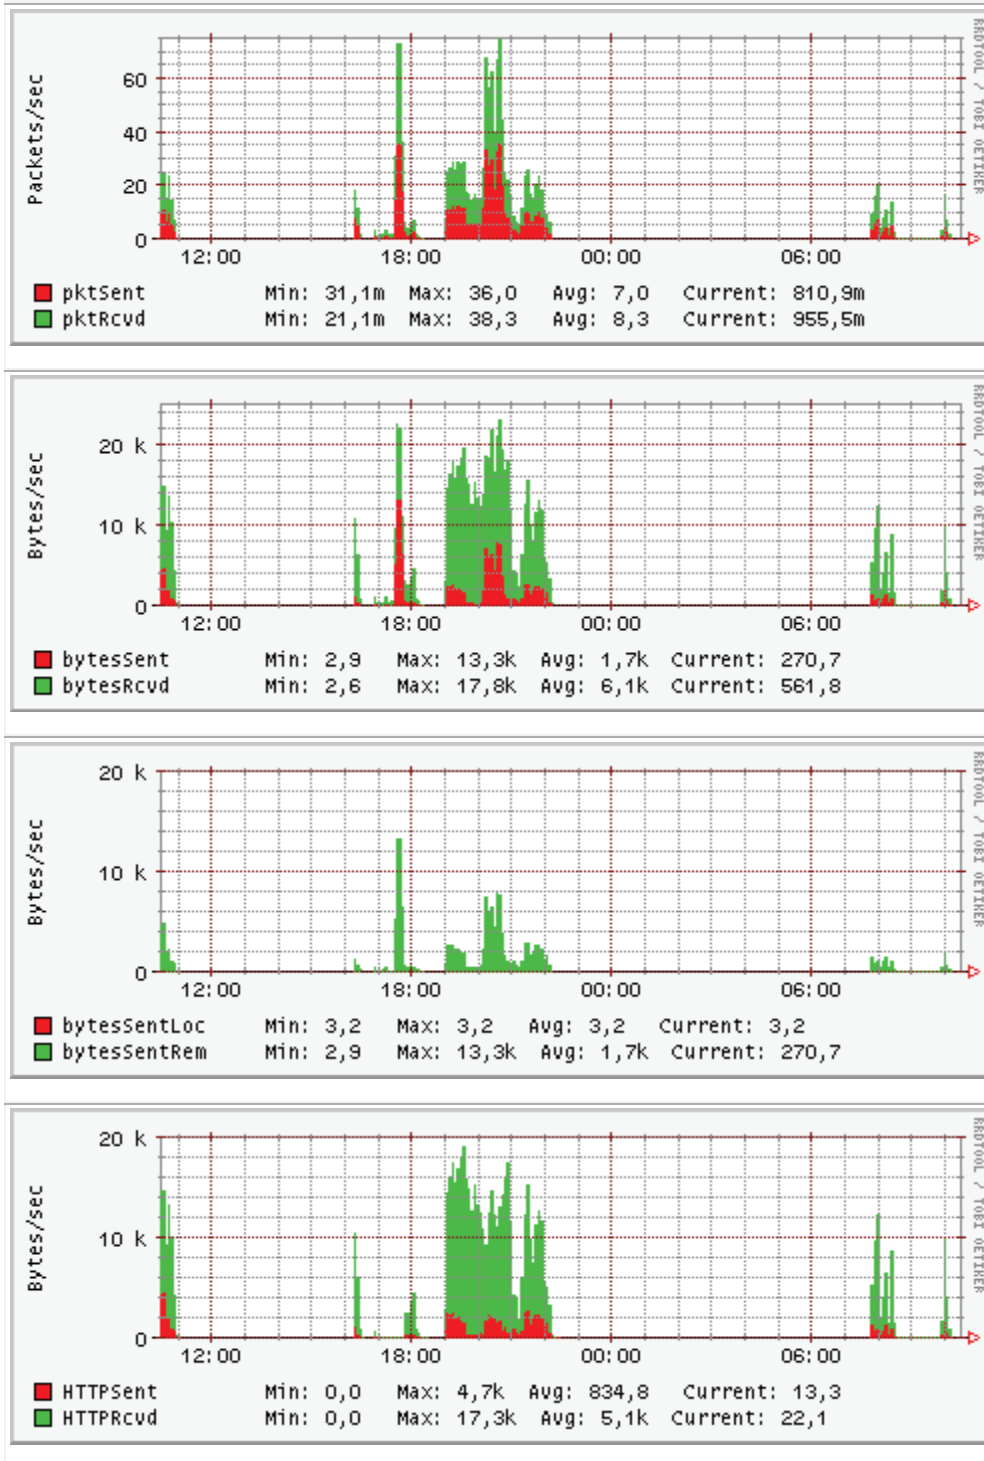 RRDTOOL / TOBI OETIKER
Packets/sec
60
40
20
0
12:00 18:00 00:00 06:00
pktSent Min: 31,1m Max: 36,0 Avg: 7,0 Current: 810,9m
pktRcvd Min: 21,1m Max: 38,3 Avg: 8,3 Current: 955,5m
RRDTOOL / TOBI OETIKER
Bytes/sec
20 k
10 k
0
12:00 18:00 00:00 06:00
bytesSent Min: 2,9 Max: 13,3k Avg: 1,7k Current: 270,7
bytesRcvd Min: 2,6 Max: 17,8k Avg: 6,1k Current: 561,8
RRDTOOL / TOBI OETIKER
Bytes/sec
20 k
10 k
0
12:00 18:00 00:00 06:00
bytesSentLoc Min: 3,2 Max: 3,2 Avg: 3,2 Current: 3,2
bytesSentRem Min: 2,9 Max: 13,3k Avg: 1,7k Current: 270,7
RRDTOOL / TOBI OETIKER
Bytes/sec
20 k
10 k
0
12:00 18:00 00:00 06:00
HTTPSent Min: 0,0 Max: 4,7k Avg: 834,8 Current: 13,3
HTTPRcvd Min: 0,0 Max: 17,3k Avg: 5,1k Current: 22,1